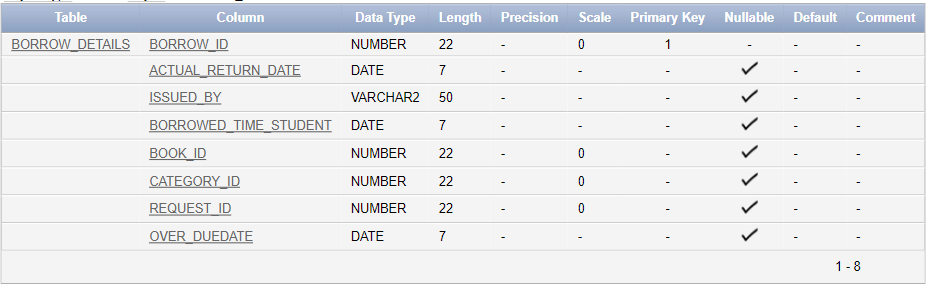 Table Column Data Type Length Precision Scale Primary Key Nullable Default Comment
BORROW_DETAILS BORROW_ID NUMBER 22 - 0 1 - - -
ACTUAL_RETURN_DATE DATE 7 - - - ✓ - -
ISSUED_BY VARCHAR2 50 - - - ✓ - -
BORROWED_TIME_STUDENT DATE 7 - - - ✓ - -
BOOK_ID NUMBER 22 - 0 - ✓ - -
CATEGORY_ID NUMBER 22 - 0 - ✓ - -
REQUEST_ID NUMBER 22 - 0 - ✓ - -
OVER_DUEDATE DATE 7 - - - ✓ - -
1 - 8